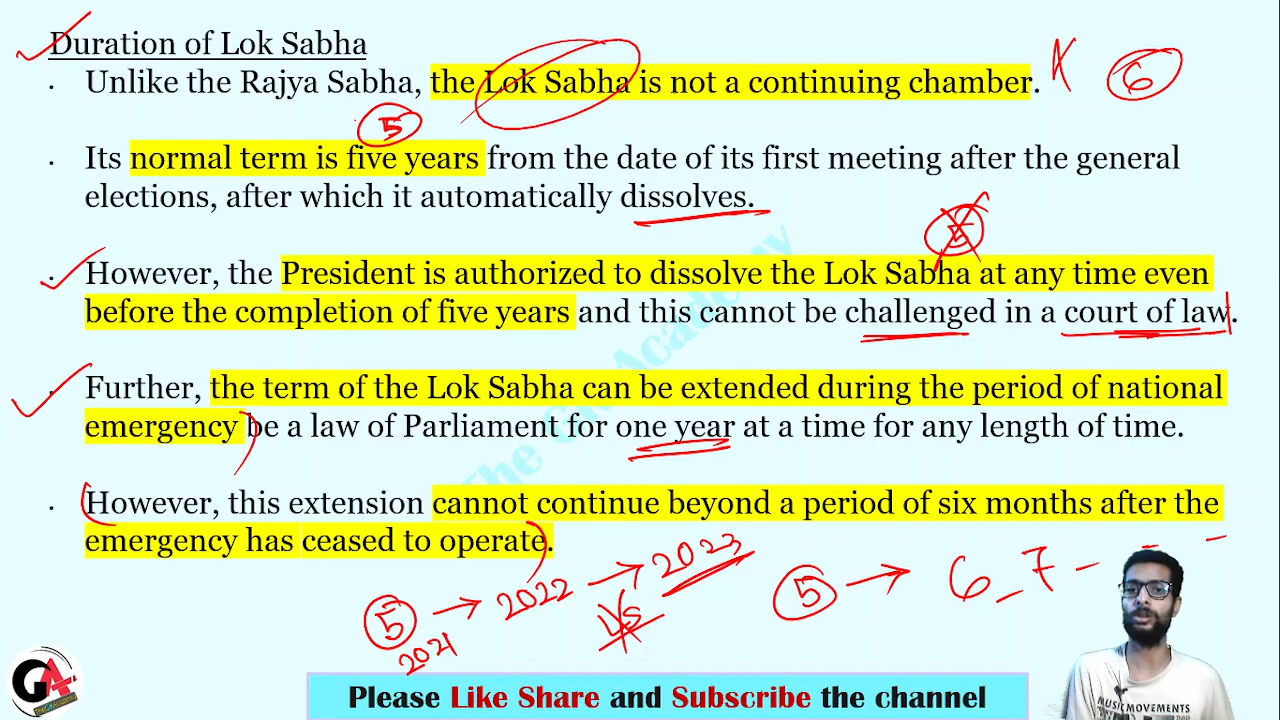 Duration of Lok Sabha
· Unlike the Rajya Sabha, the Lok Sabha is not a continuing chamber.
6
5
· Its normal term is five years from the date of its first meeting after the general
elections, after which it automatically dissolves.
5
· However, the President is authorized to dissolve the Lok Sabha at any time even
before the completion of five years and this cannot be challenged in a court of law.
· Further, the term of the Lok Sabha can be extended during the period of national
emergency be a law of Parliament for one year at a time for any length of time.
· However, this extension cannot continue beyond a period of six months after the
emergency has ceased to operate.
5 → 2022 → 2023
2021
LS
5 → 6 - 7 - - -
GA
MUSIC MOVEMENTS
Please Like Share and Subscribe the channel